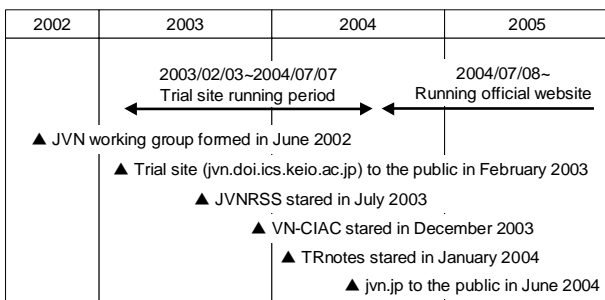 2002 2003 2004 2005
2003/02/03~2004/07/07
Trial site running period
2004/07/08~
Running official website
▲ JVN working group formed in June 2002
▲ Trial site (jvn.doi.ics.keio.ac.jp) to the public in February 2003
▲ JVNRSS stared in July 2003
▲ VN-CIAC stared in December 2003
▲ TRnotes stared in January 2004
▲ jvn.jp to the public in June 2004